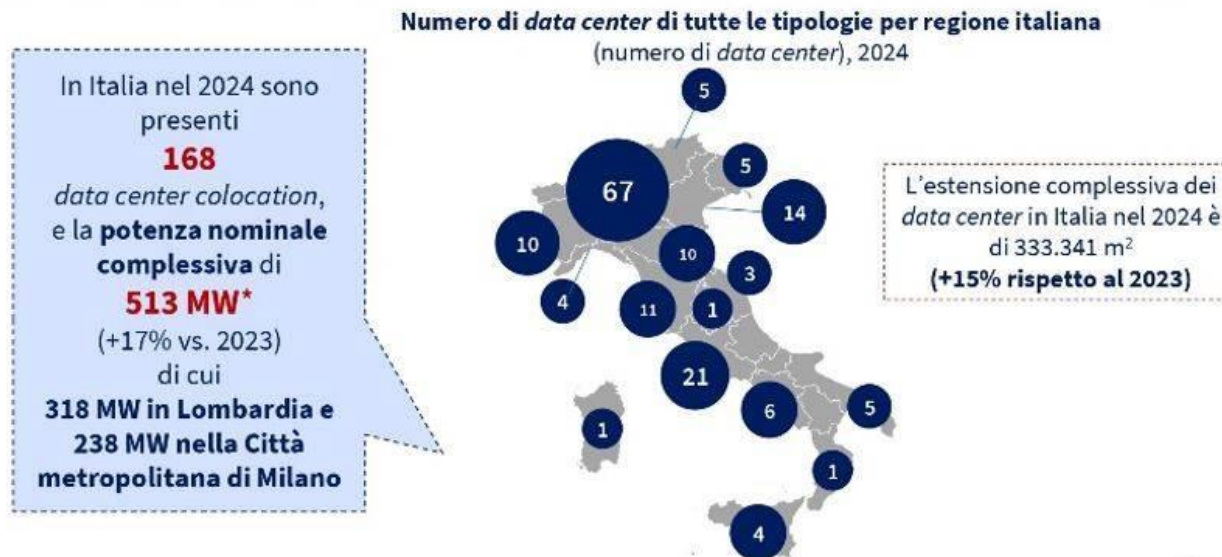 Numero di data center di tutte le tipologie per regione italiana
(numero di data center), 2024
In Italia nel 2024 sono
presenti
168
data center colocation,
e la potenza nominale
complessiva di
513 MW*
(+17% vs. 2023)
di cui
318 MW in Lombardia e
238 MW nella Città
metropolitana di Milano
5
5
67
14
10
10
3
4
11
1
21
6
5
1
1
4
L'estensione complessiva dei
data center in Italia nel 2024 è
di 333.341 m²
(+15% rispetto al 2023)